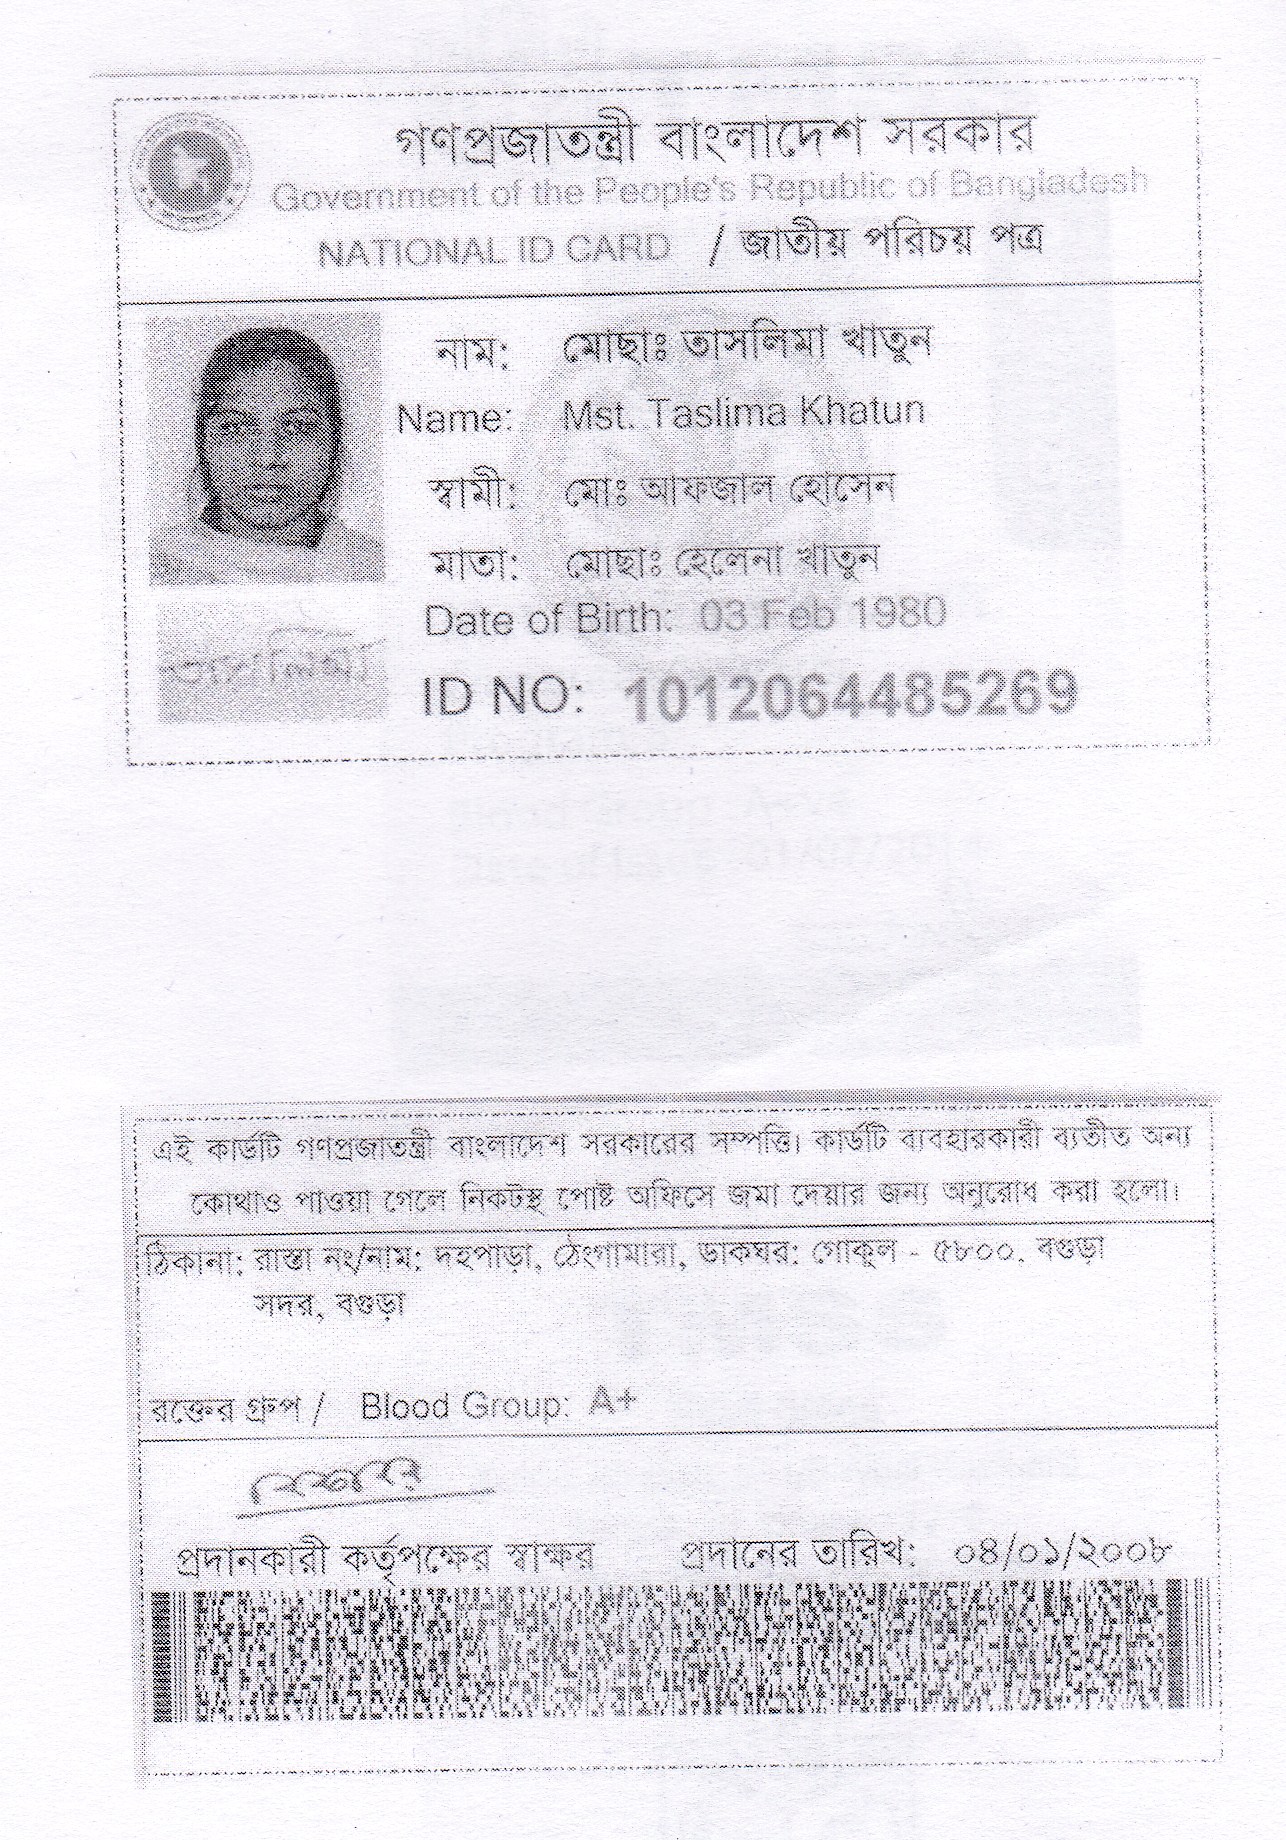 গণপ্রজাতন্ত্রী বাংলাদেশ সরকার
Government of the People's Republic of Bangladesh
NATIONAL ID CARD / জাতীয় পরিচয় পত্র
নাম: মোছাঃ তাসলিমা খাতুন
Name: Mst. Taslima Khatun
স্বামী: মোঃ আফজাল হোসেন
মাতা: মোছাঃ হেলেনা খাতুন
Date of Birth: 03 Feb 1980
তাসলিমা
ID NO: 1012064485269
এই কার্ডটি গণপ্রজাতন্ত্রী বাংলাদেশ সরকারের সম্পত্তি। কার্ডটি ব্যবহারকারী ব্যতীত অন্য
কোথাও পাওয়া গেলে নিকটস্থ পোষ্ট অফিসে জমা দেয়ার জন্য অনুরোধ করা হলো।
ঠিকানা: রাস্তা নং/নাম: দহপাড়া, ঠেংগামারা, ডাকঘর: গোকূল - ৫৮০০, বগুড়া
সদর, বগুড়া
রক্তের গ্রুপ / Blood Group: A+
প্রদানকারী কর্তৃপক্ষের স্বাক্ষর প্রদানের তারিখ: ০৪/০১/২০০৮